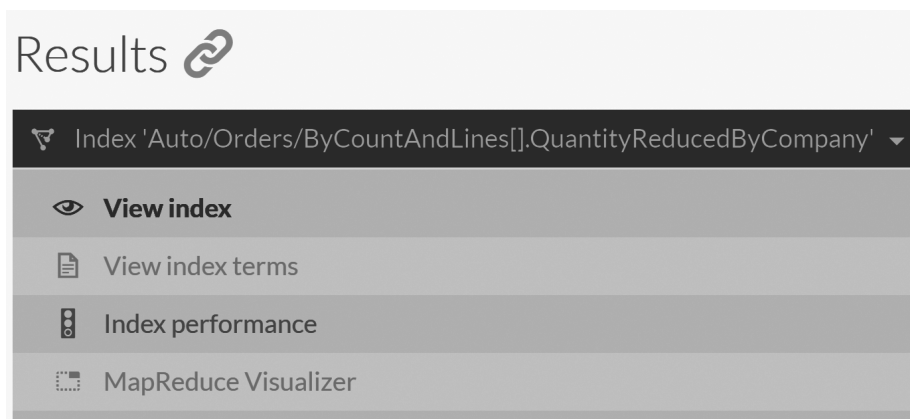 Results
Index 'Auto/Orders/ByCountAndLines[].QuantityReducedByCompany'
View index
View index terms
Index performance
MapReduce Visualizer